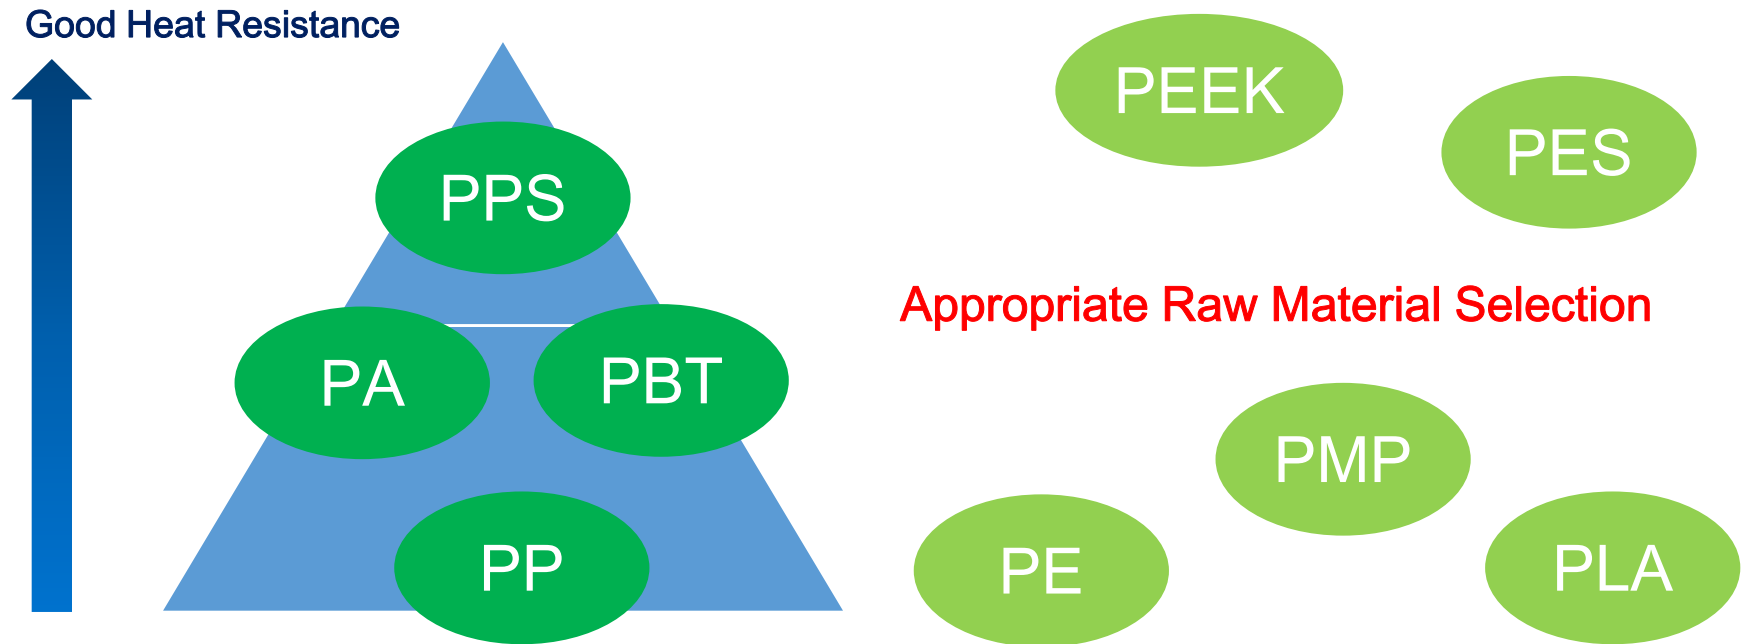 Good Heat Resistance
PPS
PA
PBT
PP
PEEK
PES
Appropriate Raw Material Selection
PMP
PE
PLA